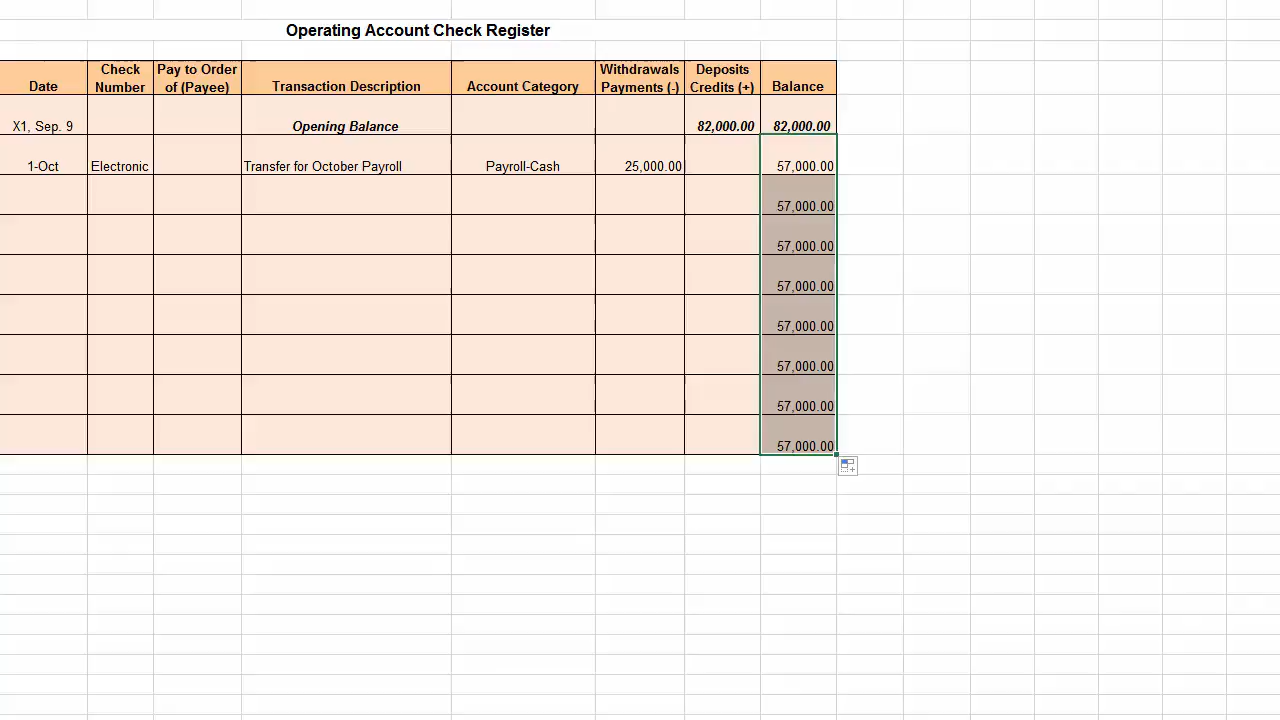 Operating Account Check Register
Date Check Number Pay to Order of (Payee) Transaction Description Account Category Withdrawals Payments (-) Deposits Credits (+) Balance
X1, Sep. 9 Opening Balance 82,000.00 82,000.00
1-Oct Electronic Transfer for October Payroll Payroll-Cash 25,000.00 57,000.00
57,000.00
57,000.00
57,000.00
57,000.00
57,000.00
57,000.00
57,000.00